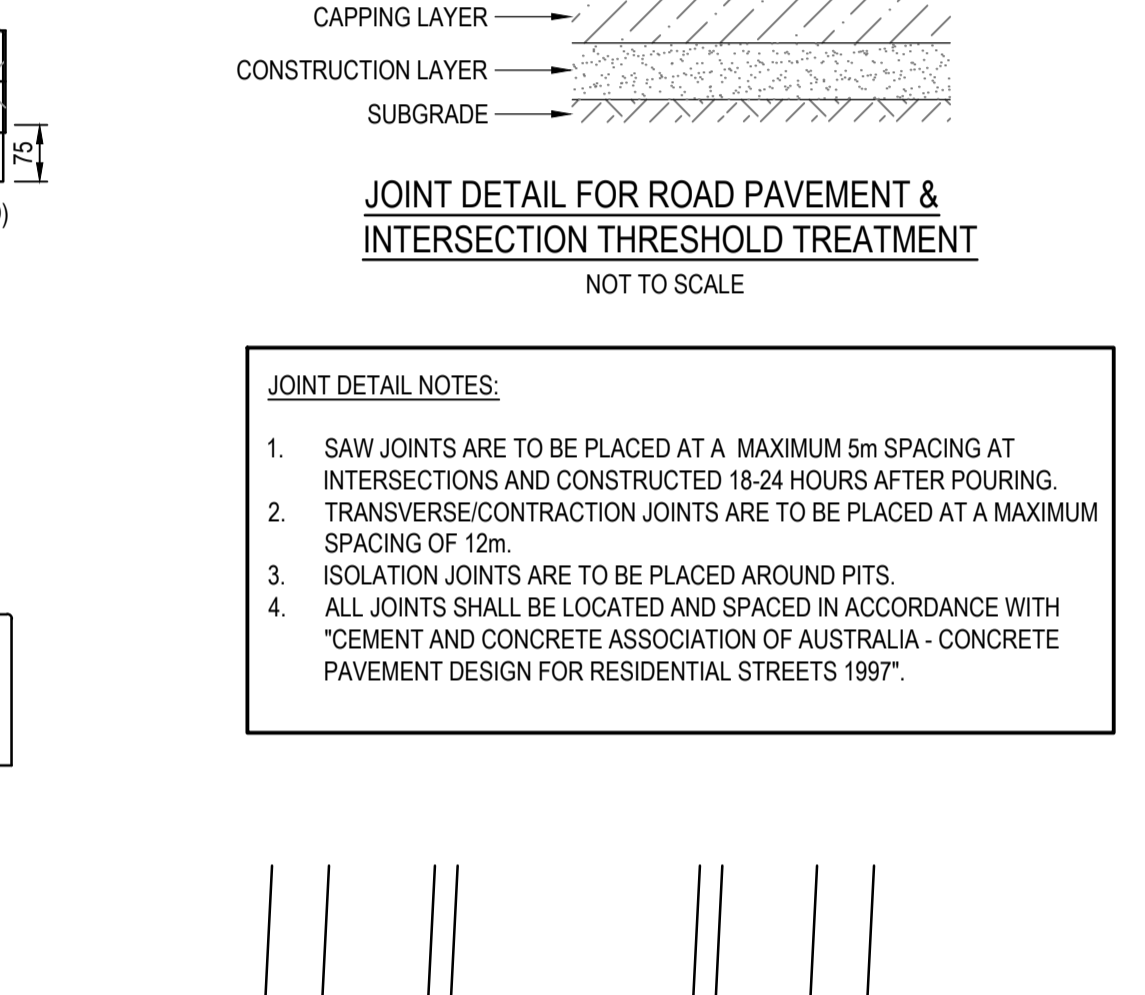 CAPPING LAYER
CONSTRUCTION LAYER
SUBGRADE
75
)
JOINT DETAIL FOR ROAD PAVEMENT &
INTERSECTION THRESHOLD TREATMENT
NOT TO SCALE
JOINT DETAIL NOTES:
1. SAW JOINTS ARE TO BE PLACED AT A MAXIMUM 5m SPACING AT
INTERSECTIONS AND CONSTRUCTED 18-24 HOURS AFTER POURING.
2. TRANSVERSE/CONTRACTION JOINTS ARE TO BE PLACED AT A MAXIMUM
SPACING OF 12m.
3. ISOLATION JOINTS ARE TO BE PLACED AROUND PITS.
4. ALL JOINTS SHALL BE LOCATED AND SPACED IN ACCORDANCE WITH
"CEMENT AND CONCRETE ASSOCIATION OF AUSTRALIA - CONCRETE
PAVEMENT DESIGN FOR RESIDENTIAL STREETS 1997".